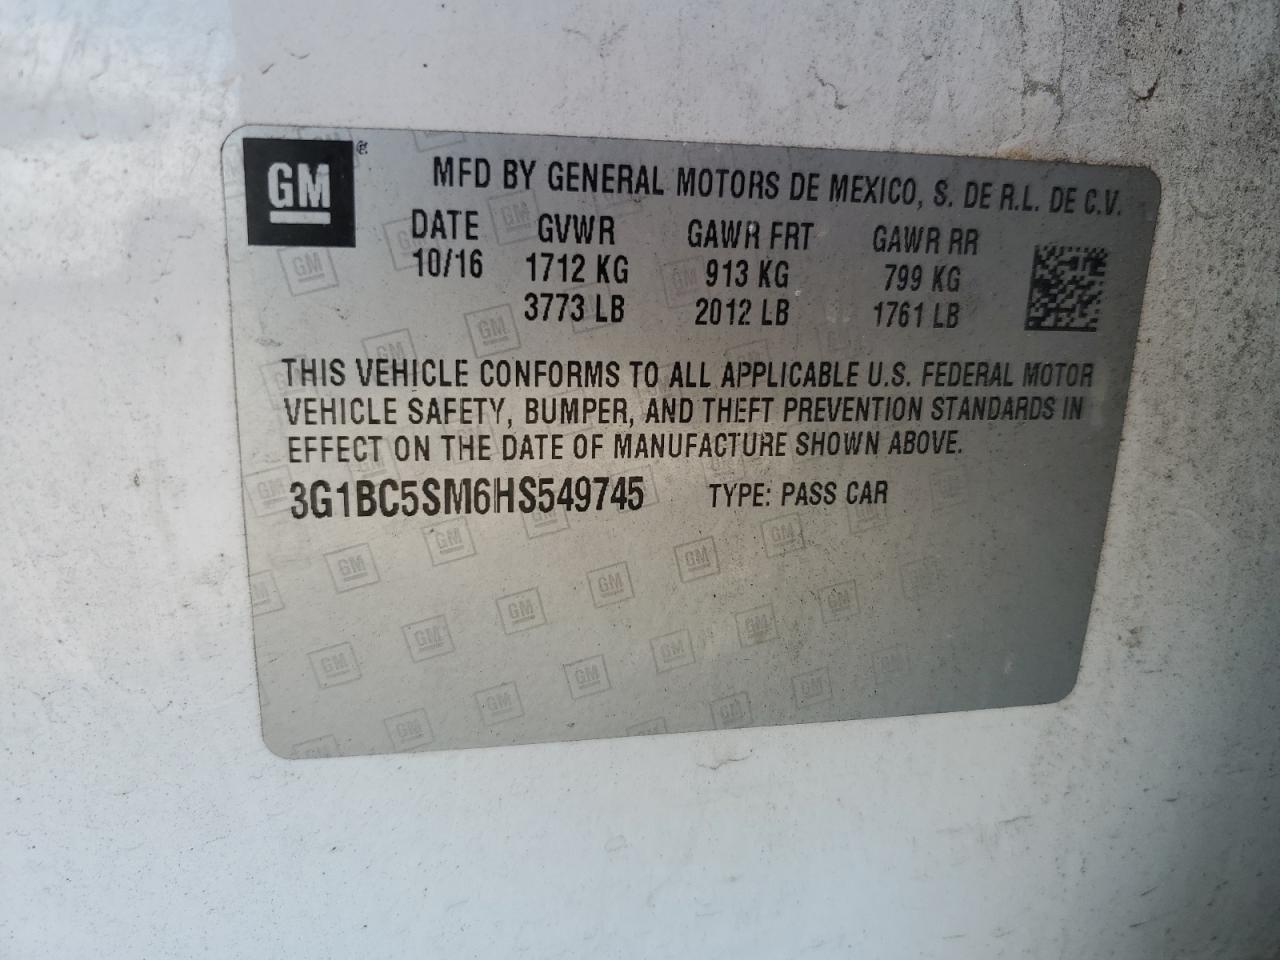 GM®
MFD BY GENERAL MOTORS DE MEXICO, S. DE R.L. DE C.V.
DATE GVWR GAWR FRT GAWR RR
10/16 1712 KG 913 KG 799 KG
3773 LB 2012 LB 1761 LB
THIS VEHICLE CONFORMS TO ALL APPLICABLE U.S. FEDERAL MOTOR
VEHICLE SAFETY, BUMPER, AND THEFT PREVENTION STANDARDS IN
EFFECT ON THE DATE OF MANUFACTURE SHOWN ABOVE.
3G1BC5SM6HS549745 TYPE: PASS CAR